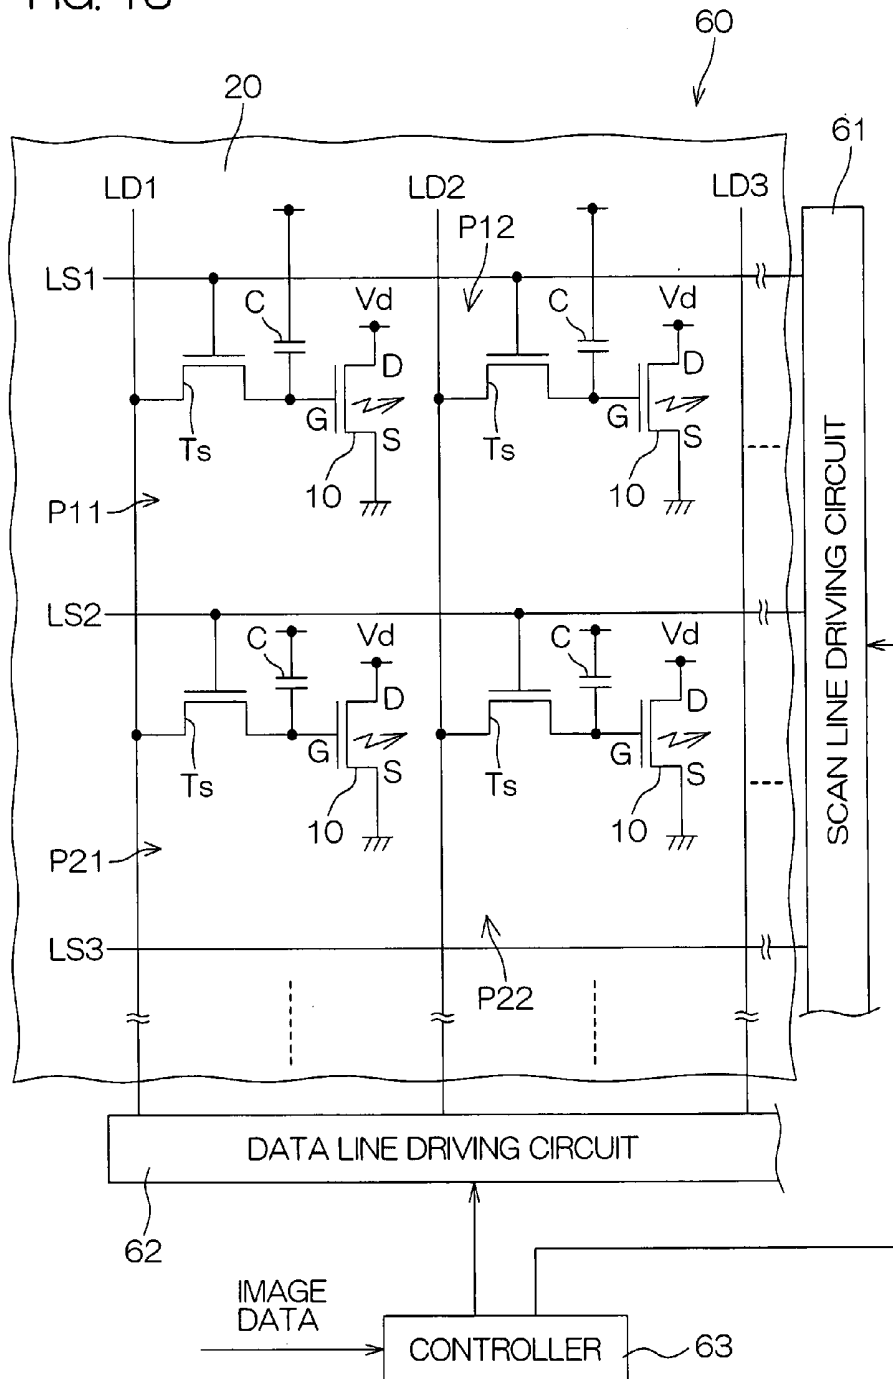 60
20
61
LD1
LD2
LD3
P12
LS1
C
Vd
C
Vd
D
D
G
S
G
S
Ts
10
Ts
10
P11
SCAN LINE DRIVING CIRCUIT
LS2
C
Vd
C
Vd
D
D
G
S
G
S
Ts
10
Ts
10
P21
LS3
P22
DATA LINE DRIVING CIRCUIT
62
IMAGE
DATA
CONTROLLER
63